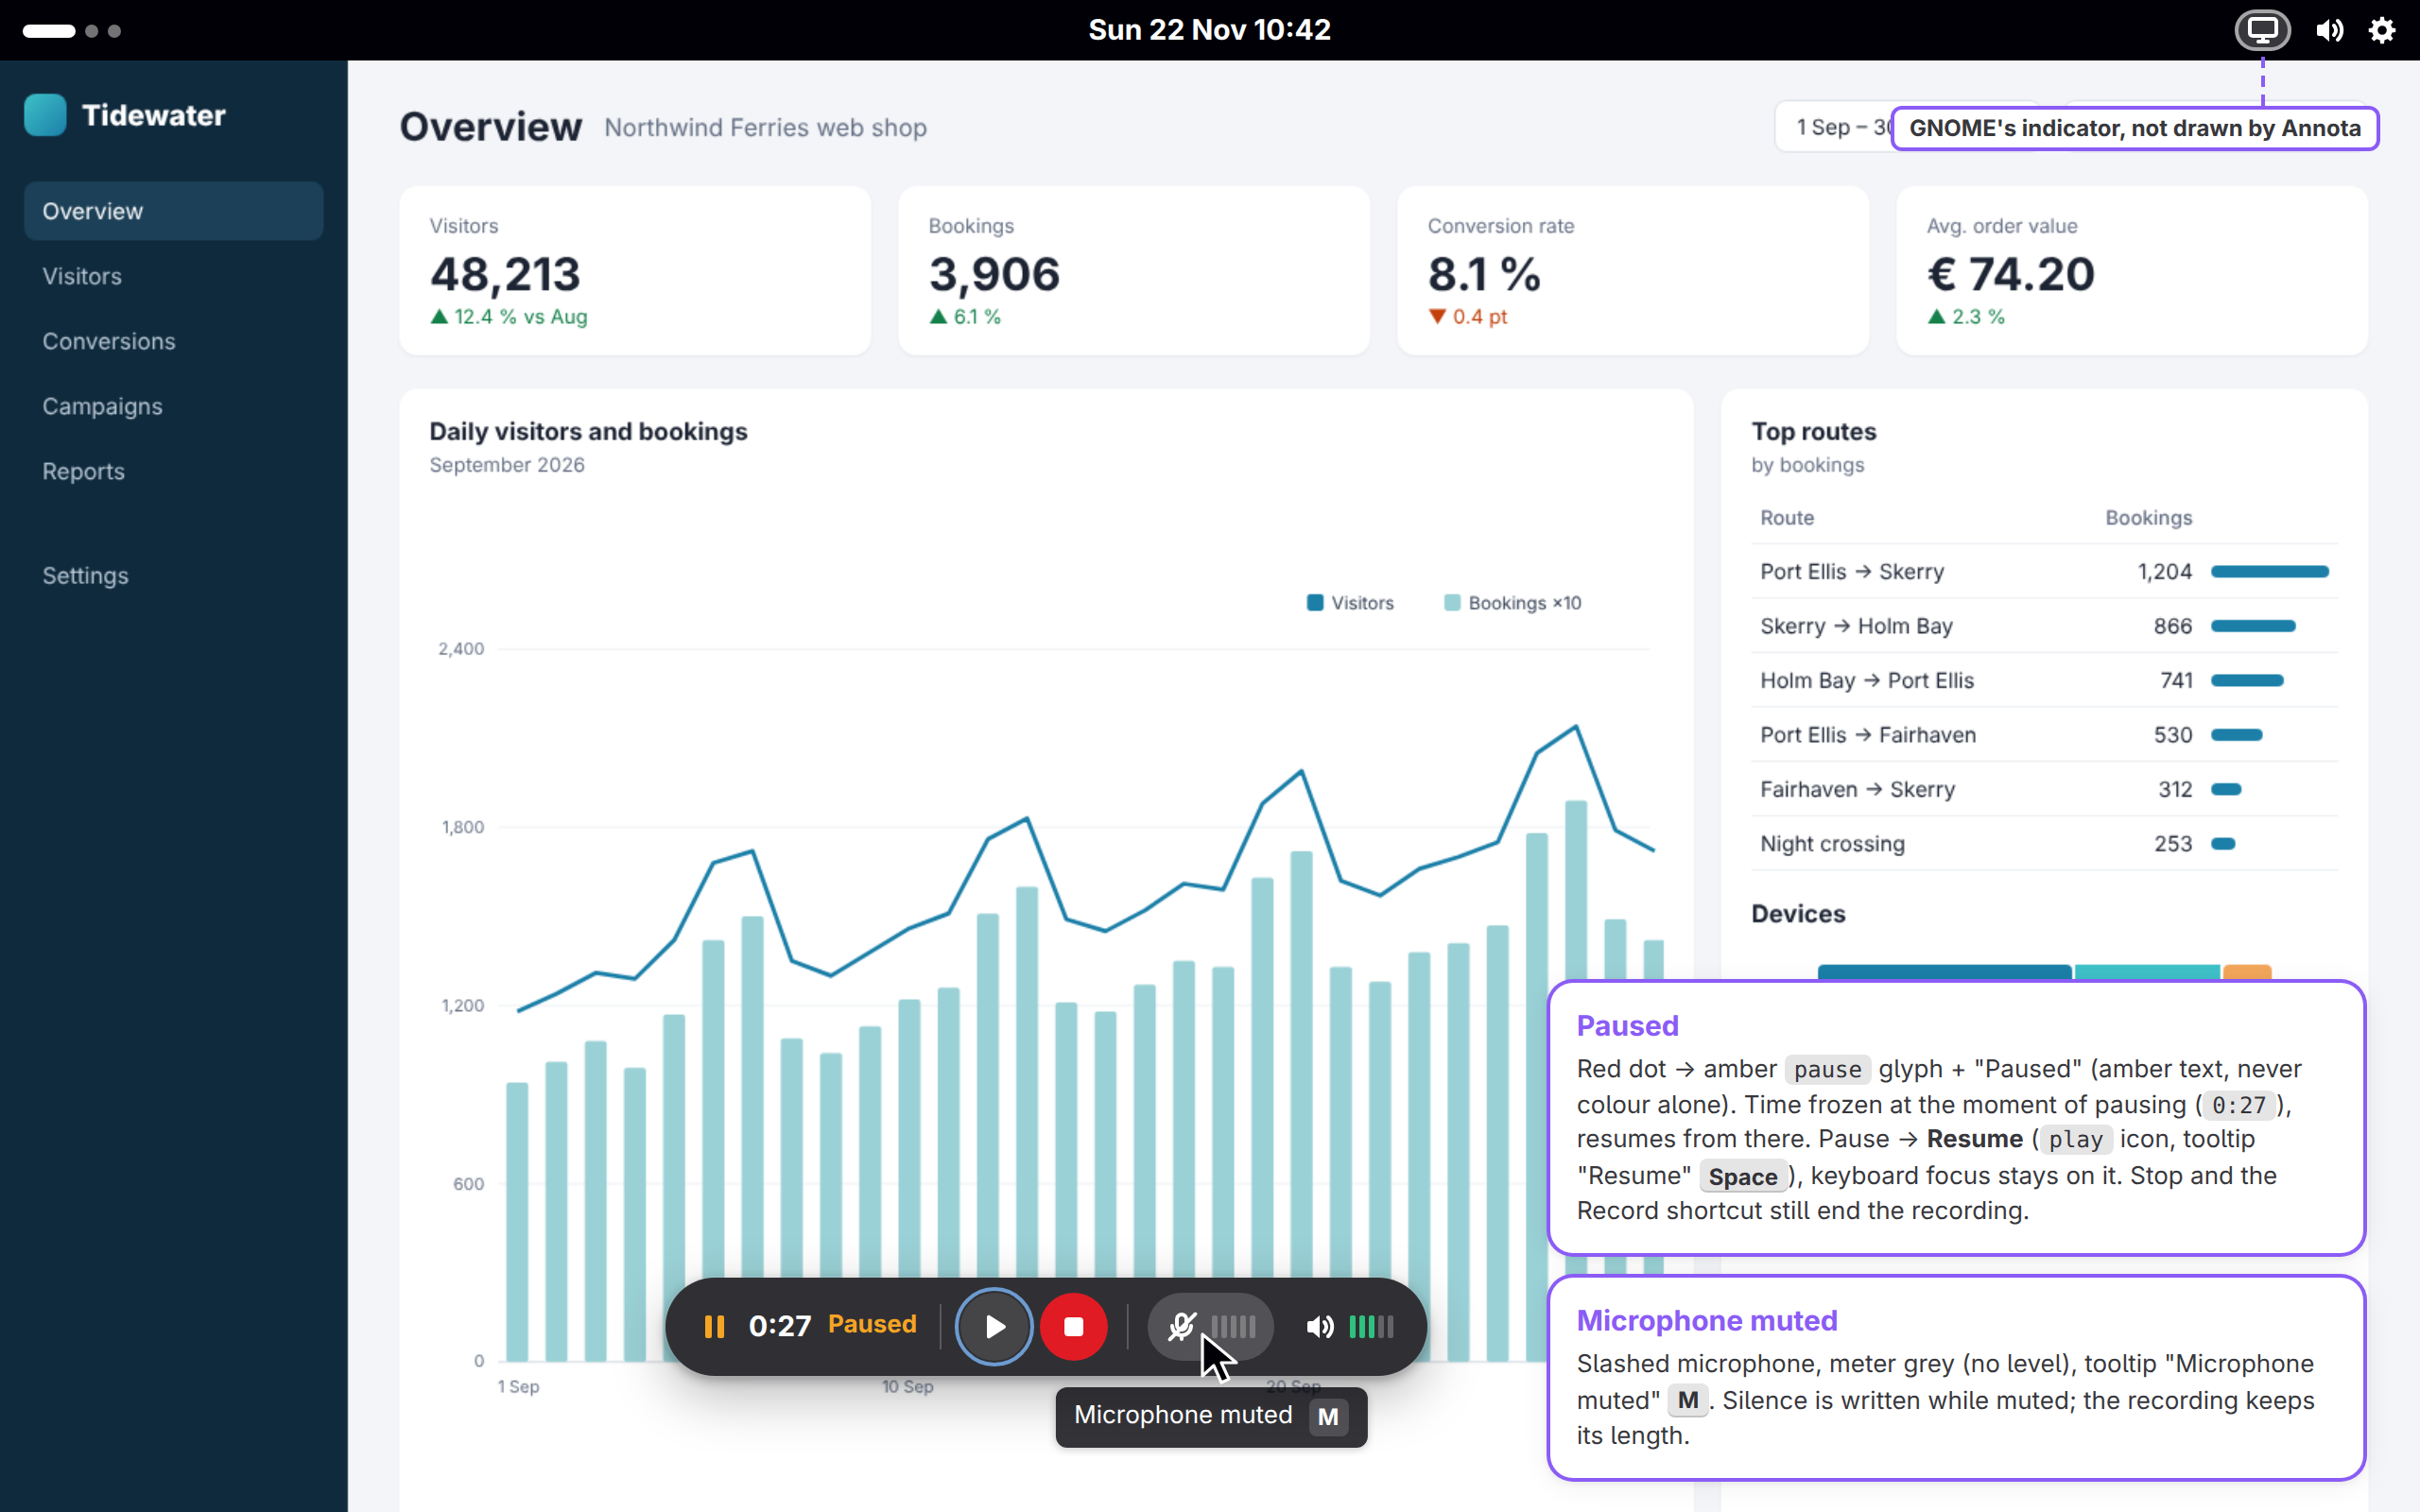 Sun 22 Nov 10:42
Tidewater
Overview
Visitors
Conversions
Campaigns
Reports
Settings
Overview Northwind Ferries web shop
1 Sep – 30
GNOME's indicator, not drawn by Annota
Visitors
48,213
▲ 12.4 % vs Aug
Bookings
3,906
▲ 6.1 %
Conversion rate
8.1 %
▼ 0.4 pt
Avg. order value
€ 74.20
▲ 2.3 %
Daily visitors and bookings
September 2026
Visitors Bookings ×10
2,400
1,800
1,200
600
0
1 Sep 10 Sep 20 Sep
Top routes
by bookings
Route Bookings
Port Ellis → Skerry 1,204
Skerry → Holm Bay 866
Holm Bay → Port Ellis 741
Port Ellis → Fairhaven 530
Fairhaven → Skerry 312
Night crossing 253
Devices
Paused
Red dot → amber pause glyph + "Paused" (amber text, never
colour alone). Time frozen at the moment of pausing (0:27),
resumes from there. Pause → Resume (play icon, tooltip
"Resume" Space), keyboard focus stays on it. Stop and the
Record shortcut still end the recording.
Microphone muted
Slashed microphone, meter grey (no level), tooltip "Microphone
muted" M. Silence is written while muted; the recording keeps
its length.
0:27 Paused
Microphone muted M